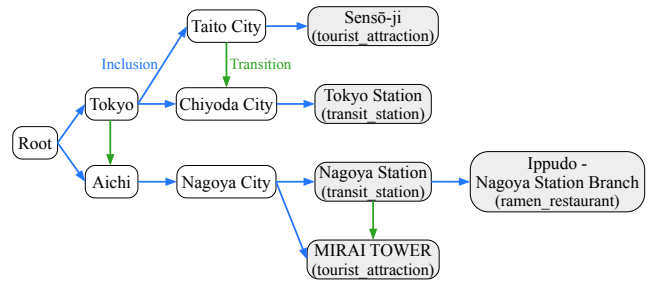 Taito City
Sensō-ji
(tourist_attraction)
Inclusion
Transition
Tokyo
Chiyoda City
Tokyo Station
(transit_station)
Root
Aichi
Nagoya City
Nagoya Station
(transit_station)
Ippudo -
Nagoya Station Branch
(ramen_restaurant)
MIRAI TOWER
(tourist_attraction)